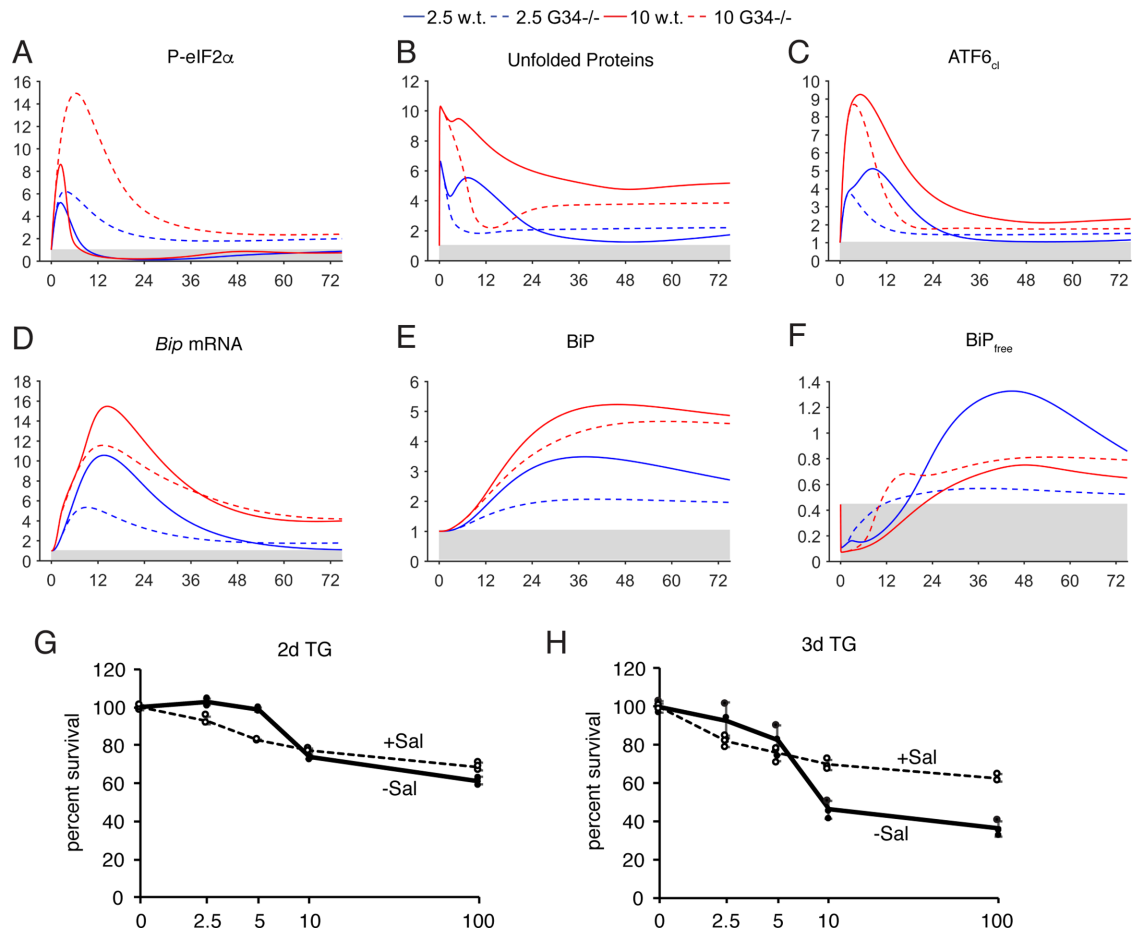 2.5 w.t. 2.5 G34-/- 10 w.t. 10 G34-/-
A
P-eIF2α
16
14
12
10
8
6
4
2
0
0 12 24 36 48 60 72
B
Unfolded Proteins
12
10
8
6
4
2
0
0 12 24 36 48 60 72
C
ATF6cl
10
9
8
7
6
5
4
3
2
1
0
0 12 24 36 48 60 72
D
Bip mRNA
18
16
14
12
10
8
6
4
2
0
0 12 24 36 48 60 72
E
BiP
6
5
4
3
2
1
0
0 12 24 36 48 60 72
F
BiPfree
1.4
1.2
1
0.8
0.6
0.4
0.2
0
0 12 24 36 48 60 72
G
2d TG
percent survival
120
100
80
60
40
20
0
+Sal
-Sal
0 2.5 5 10 100
H
3d TG
percent survival
120
100
80
60
40
20
0
+Sal
-Sal
0 2.5 5 10 100